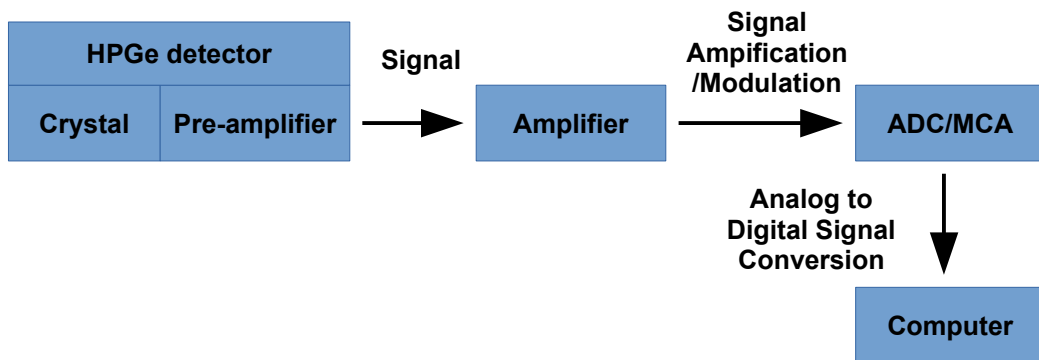 HPGe detector
Crystal
Pre-amplifier
Signal
Amplifier
Signal
Ampification
/Modulation
ADC/MCA
Analog to
Digital Signal
Conversion
Computer